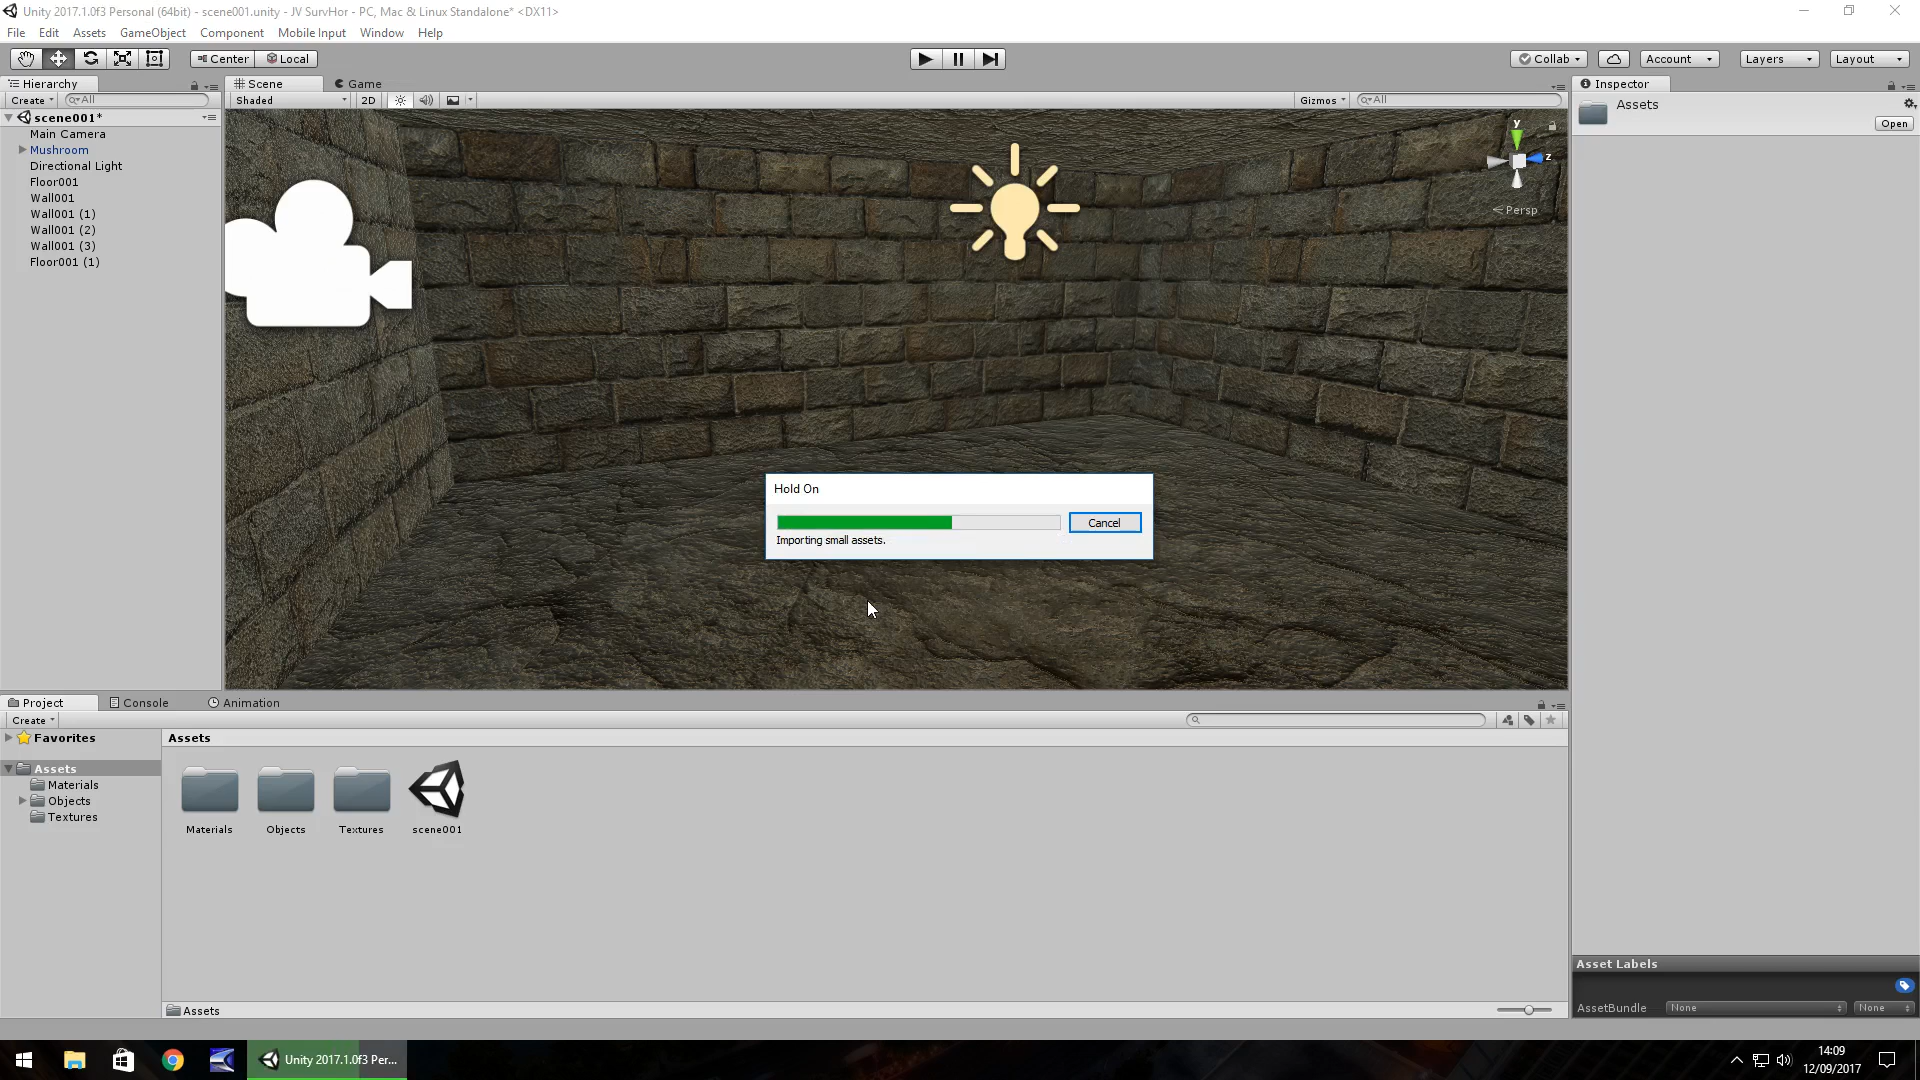 Unity 2017.1.0f3 Personal (64bit) - scene001.unity - JV SurvHor - PC, Mac & Linux Standalone* <DX11>
File Edit Assets GameObject Component Mobile Input Window Help
Center Local Collab Account Layers Layout
Hierarchy
Create All
scene001*
Main Camera
Mushroom
Directional Light
Floor001
Wall001
Wall001 (1)
Wall001 (2)
Wall001 (3)
Floor001 (1)
Scene Game
Shaded 2D Gizmos All
y
z
Persp
Hold On
Cancel
Importing small assets.
Inspector
Assets
Open
Project Console Animation
Create
Favorites
Assets
Materials
Objects
Textures
Assets
Materials Objects Textures scene001
Assets
Asset Labels
AssetBundle None None
Unity 2017.1.0f3 Per...
14:09
12/09/2017